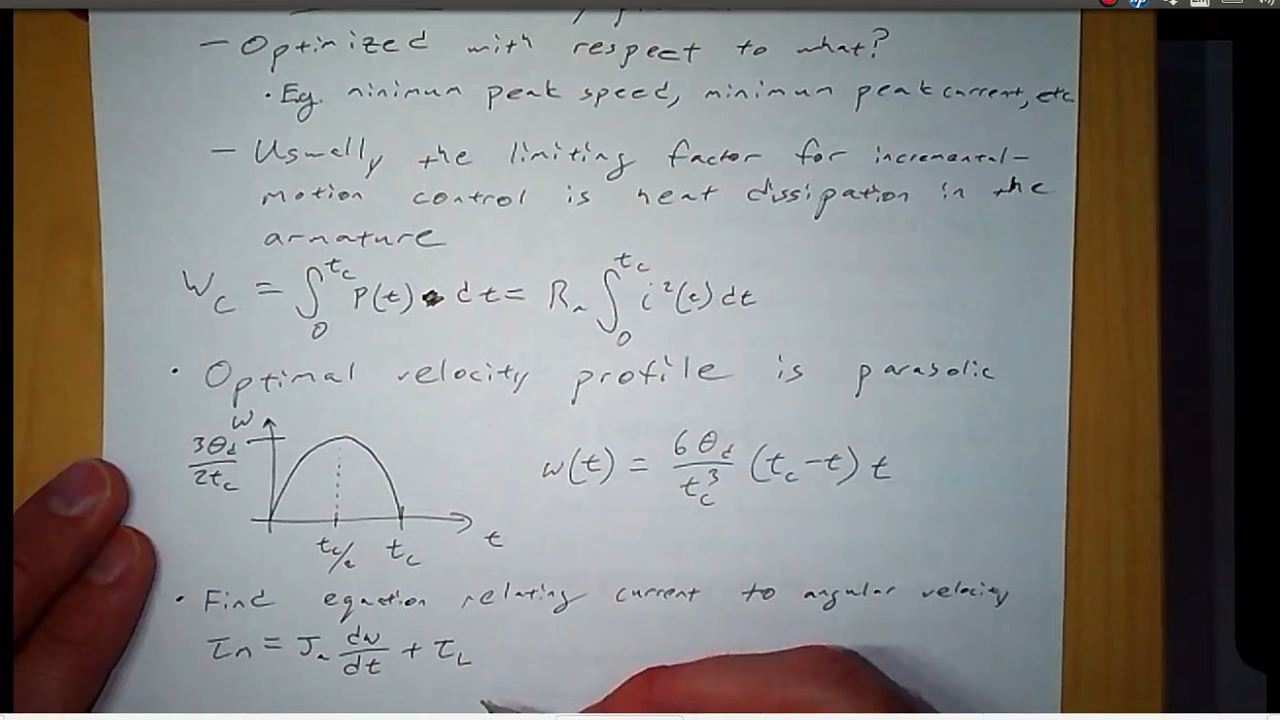 – Optimized with respect to what?
• Eg. minimum peak speed, minimum peak current, etc
– Usually the limiting factor for incremental-
motion control is heat dissipation in the
armature
W_c = ∫_0^{t_c} P(t) dt = R_a ∫_0^{t_c} i²(t) dt
• Optimal velocity profile is parabolic
ω
3θ_d / 2t_c
t_c/2 t_c t
ω(t) = 6θ_d / t_c³ (t_c - t) t
• Find equation relating current to angular velocity
τ_m = J_m dω/dt + τ_L